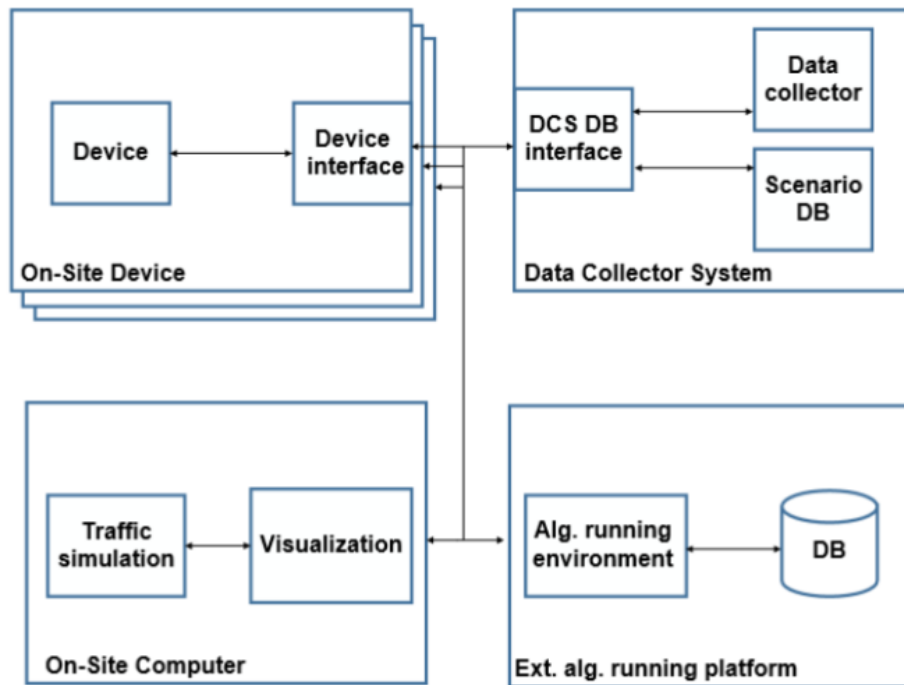 Device
Device
interface
On-Site Device
DCS DB
interface
Data
collector
Scenario
DB
Data Collector System
Traffic
simulation
Visualization
On-Site Computer
Alg. running
environment
DB
Ext. alg. running platform